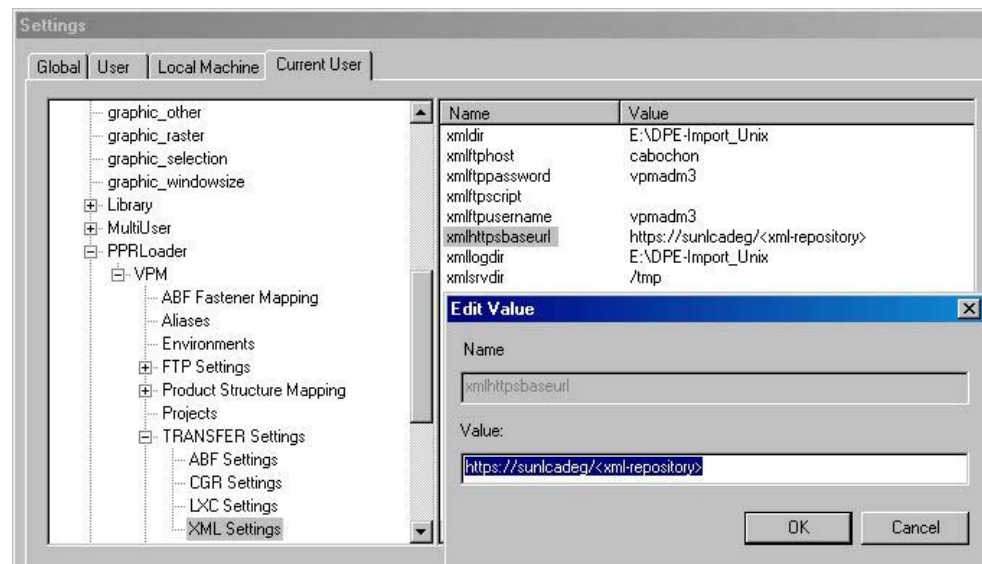 Settings
Global User Local Machine Current User
graphic_other
graphic_raster
graphic_selection
graphic_windowsize
Library
MultiUser
PPRLoader
VPM
ABF Fastener Mapping
Aliases
Environments
FTP Settings
Product Structure Mapping
Projects
TRANSFER Settings
ABF Settings
CGR Settings
LXC Settings
XML Settings
Name Value
xmldir E:\DPE-Import_Unix
xmlftphost cabochon
xmlftppassword vpmadm3
xmlftpscript
xmlftpusername vpmadm3
xmlhttpsbaseurl https://sunlcadeg/<xml-repository>
xmllogdir E:\DPE-Import_Unix
xmlsrvdir /tmp
Edit Value
Name
xmlhttpsbaseurl
Value:
https://sunlcadeg/<xml-repository>
OK Cancel